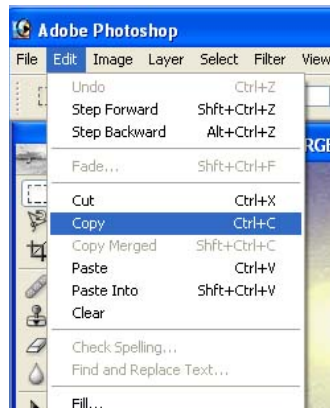 Adobe Photoshop
File Edit Image Layer Select Filter View
Undo Ctrl+Z
Step Forward Shft+Ctrl+Z
Step Backward Alt+Ctrl+Z
RGB
Fade... Shft+Ctrl+F
Cut Ctrl+X
Copy Ctrl+C
Copy Merged Shft+Ctrl+C
Paste Ctrl+V
Paste Into Shft+Ctrl+V
Clear
Check Spelling...
Find and Replace Text...
Fill...